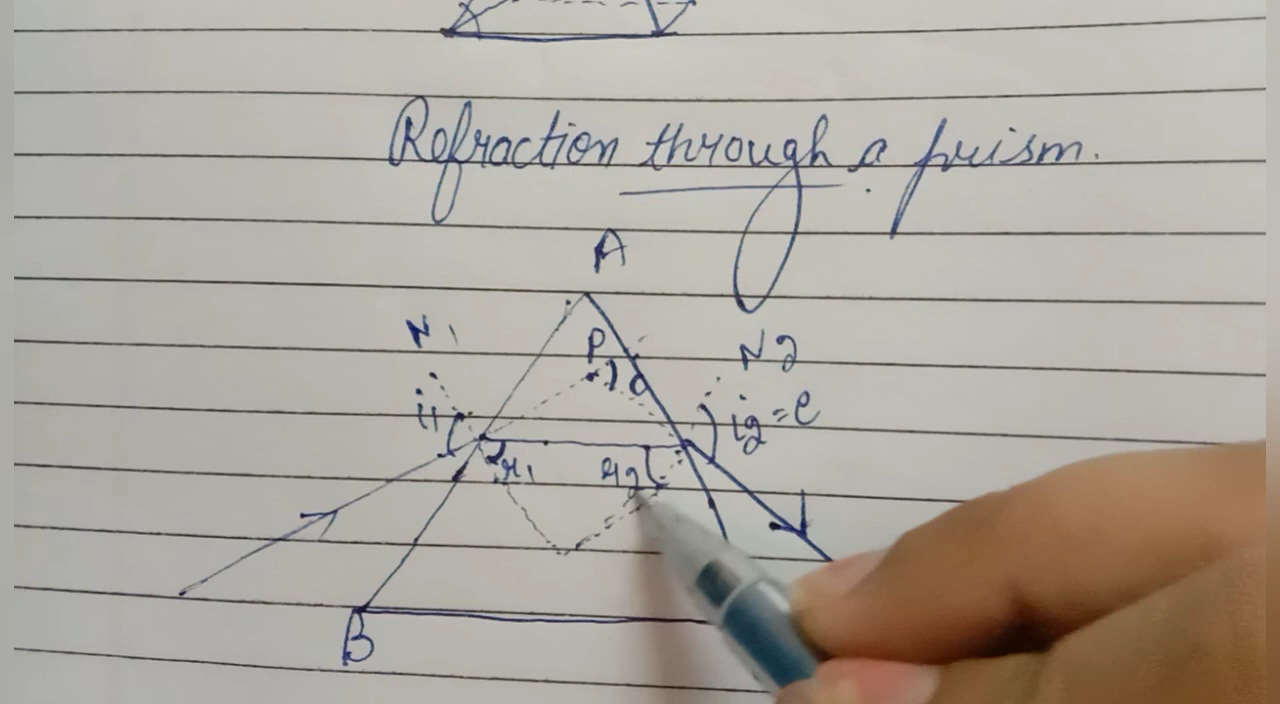 Refraction through a prism.
A
N1
P
d
N2
i1
i2=e
r1
r2
B